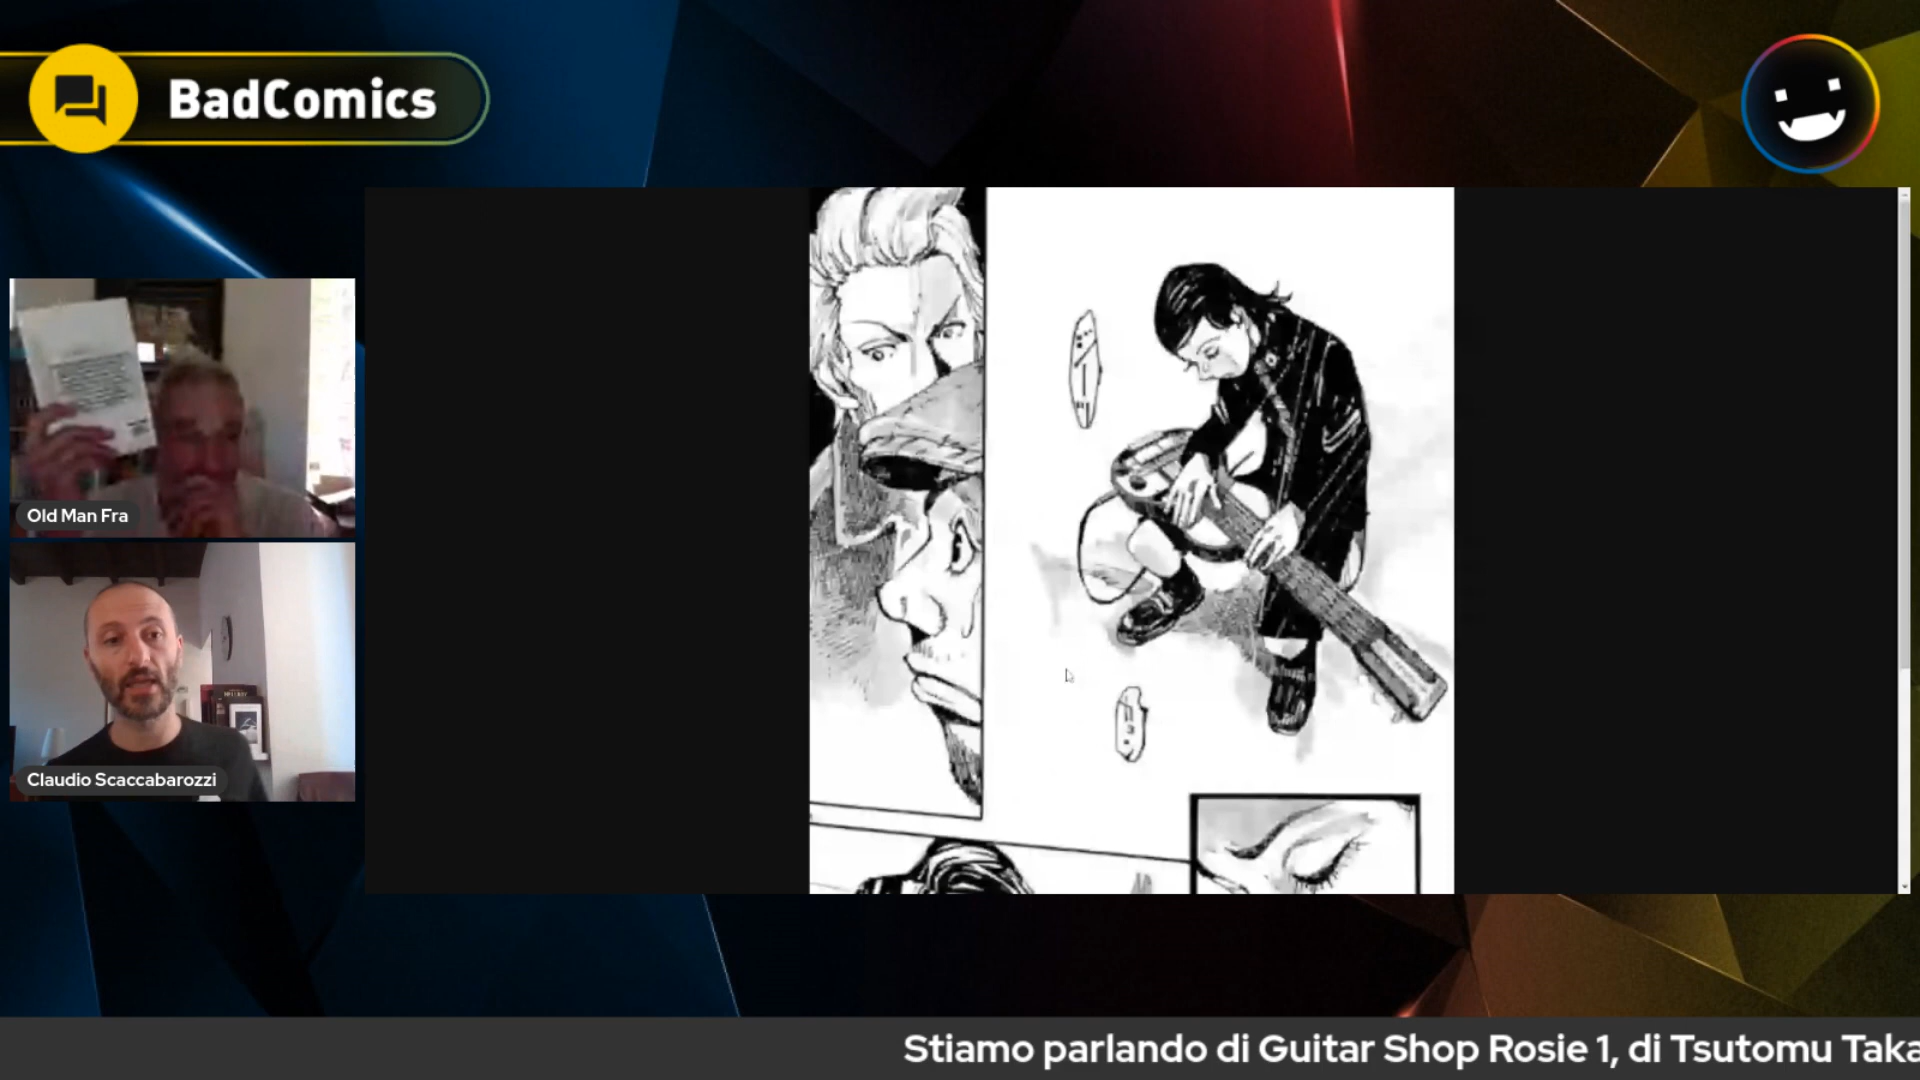 BadComics
Old Man Fra
Claudio Scaccabarozzi
Stiamo parlando di Guitar Shop Rosie 1, di Tsutomu Taka